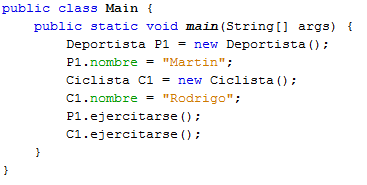 public class Main {
    public static void main(String[] args) {
        Deportista P1 = new Deportista();
        P1.nombre = "Martin";
        Ciclista C1 = new Ciclista();
        C1.nombre = "Rodrigo";
        P1.ejercitarse();
        C1.ejercitarse();
    }
}